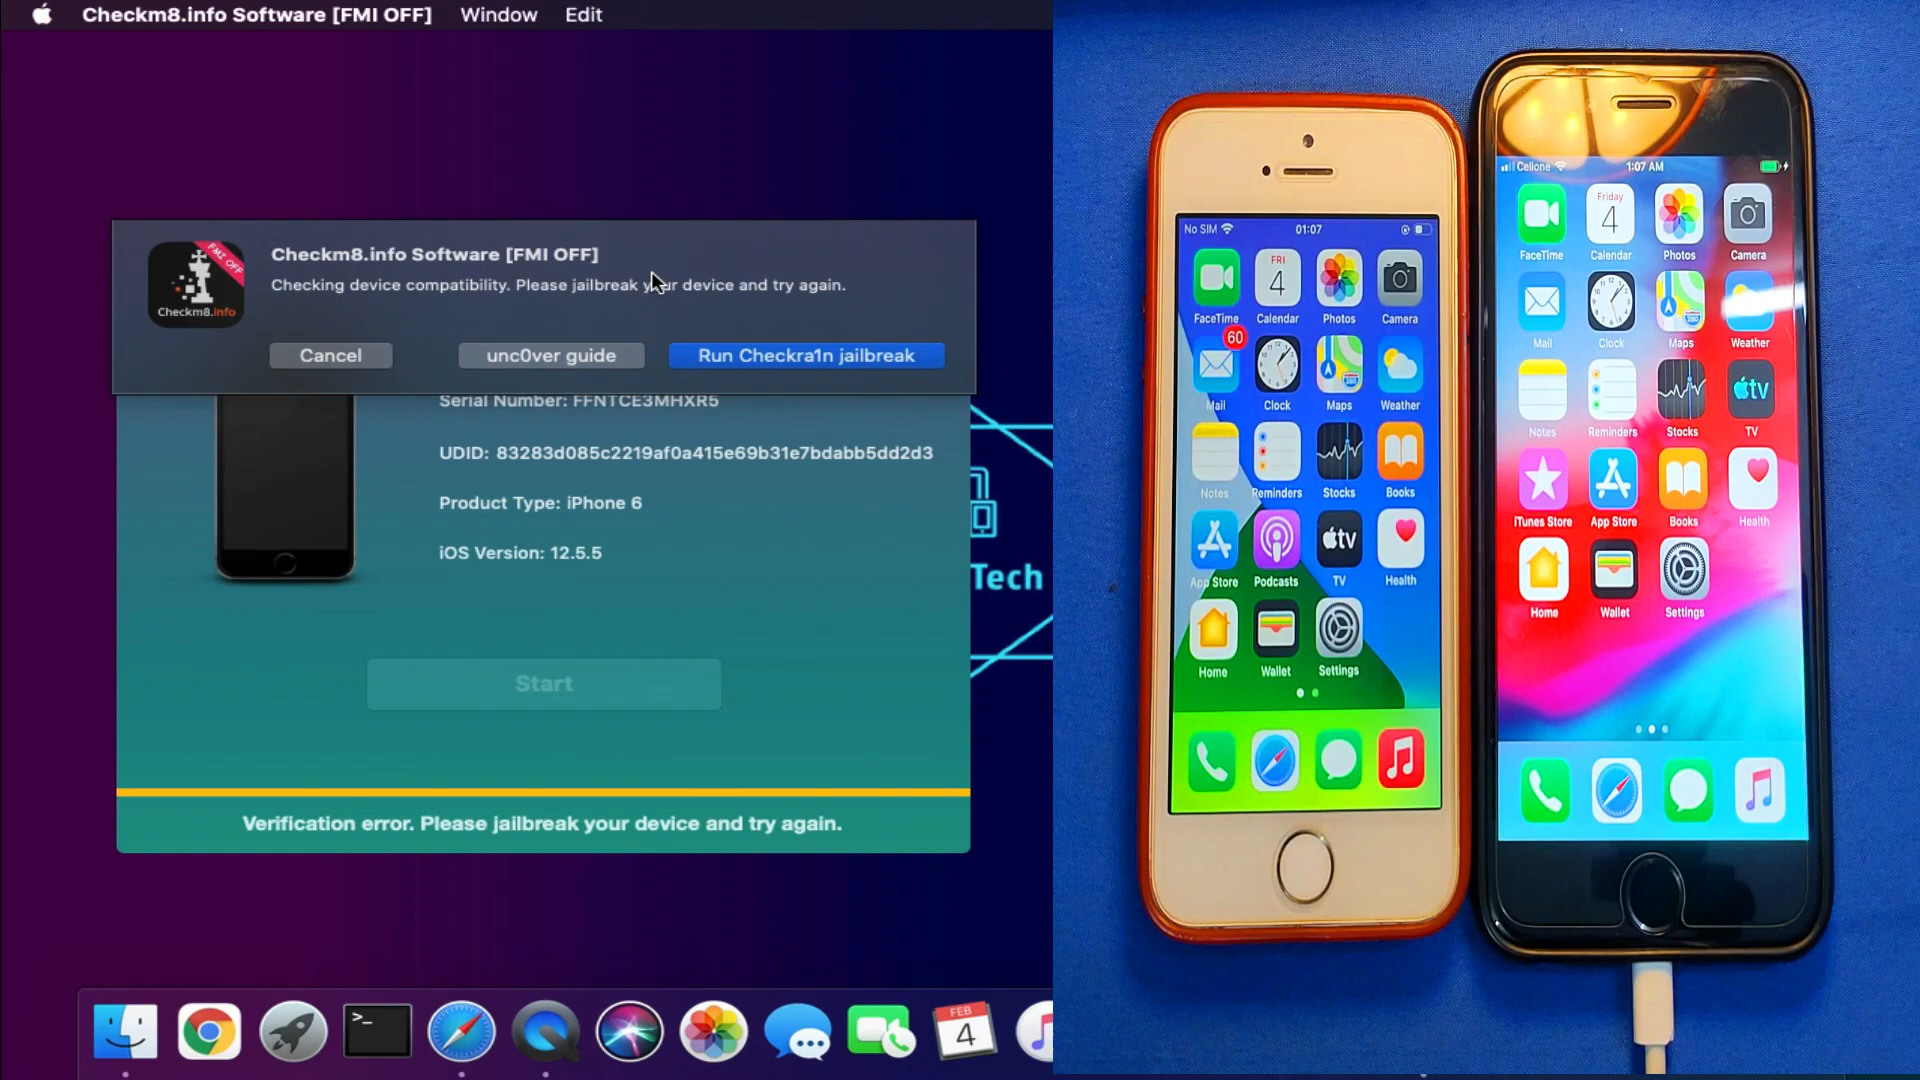 Checkm8.info Software [FMI OFF] Window Edit
FMI OFF
Checkm8.info
Checkm8.info Software [FMI OFF]
Checking device compatibility. Please jailbreak your device and try again.
Cancel unc0ver guide Run Checkra1n jailbreak
Serial Number: FFNTCE3MHXR5
UDID: 83283d085c2219af0a415e69b31e7bdabb5dd2d3
Product Type: iPhone 6
iOS Version: 12.5.5
Start
Verification error. Please jailbreak your device and try again.
Tech
>_
FEB
4
No SIM 01:07
FRI
4
FaceTime Calendar Photos Camera
60
Mail Clock Maps Weather
tv
Notes Reminders Stocks Books
App Store Podcasts TV Health
Home Wallet Settings
Cellone 1:07 AM
Friday
4
FaceTime Calendar Photos Camera
Mail Clock Maps Weather
tv
Notes Reminders Stocks TV
iTunes Store App Store Books Health
Home Wallet Settings